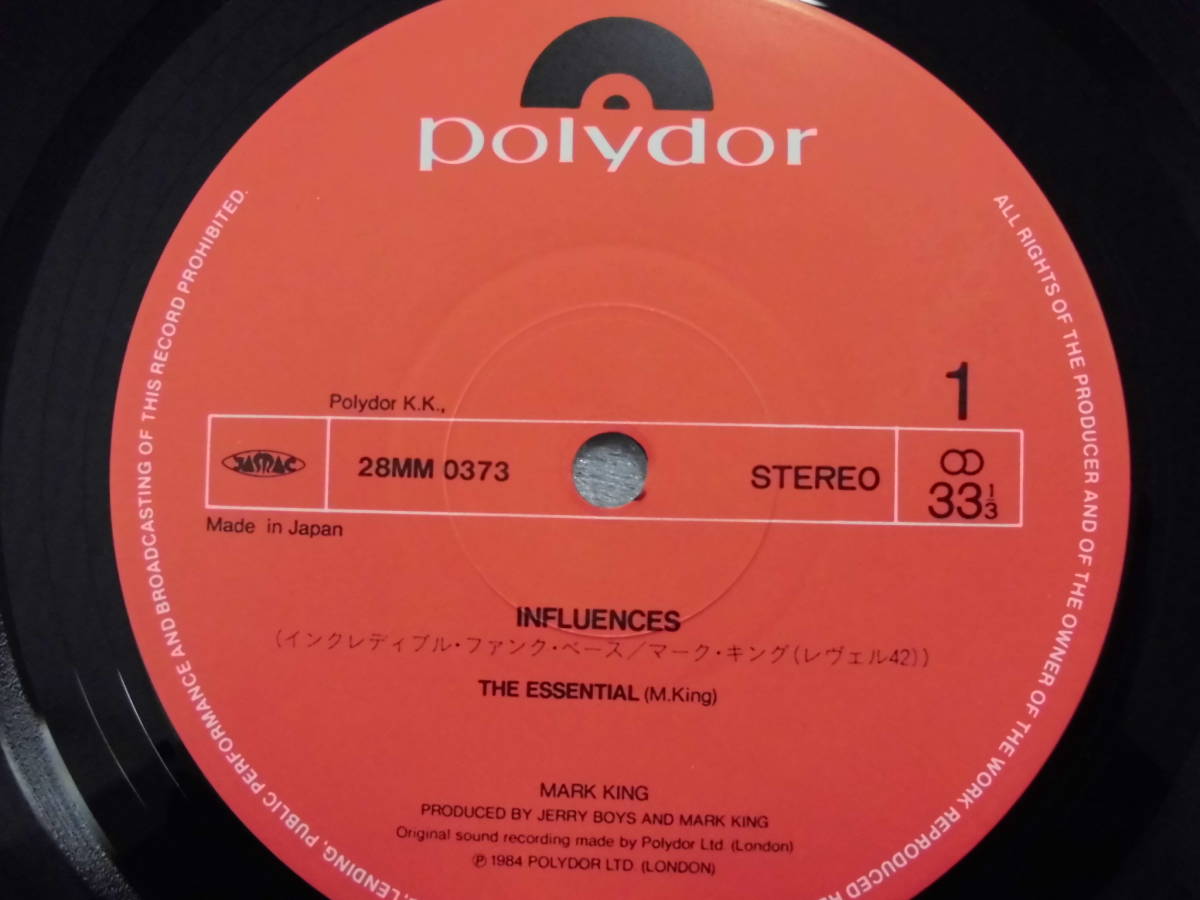 polydor
1
Polydor K.K.,
JASRAC
28MM 0373
STEREO
33 1/3
Made in Japan
INFLUENCES
(インクレディブル・ファンク・ベース/マーク・キング(レヴェル42))
THE ESSENTIAL (M.King)
MARK KING
PRODUCED BY JERRY BOYS AND MARK KING
Original sound recording made by Polydor Ltd. (London)
℗ 1984 POLYDOR LTD. (LONDON)
ALL RIGHTS OF THE PRODUCER AND OF THE OWNER OF THE WORK REPRODUCED
LENDING, PUBLIC PERFORMANCE AND BROADCASTING OF THIS RECORD PROHIBITED.